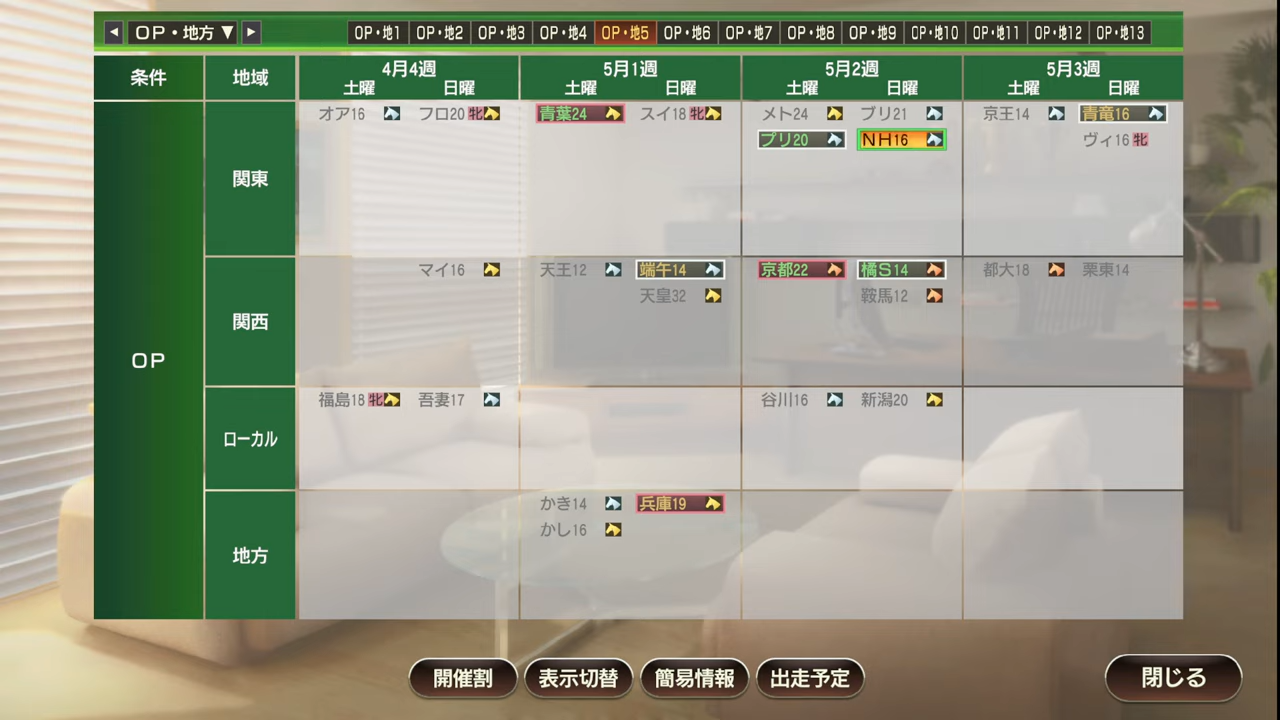 ◀ OP・地方▼ ▶ OP・地1 OP・地2 OP・地3 OP・地4 OP・地5 OP・地6 OP・地7 OP・地8 OP・地9 OP・地10 OP・地11 OP・地12 OP・地13
条件 地域 4月4週 5月1週 5月2週 5月3週
土曜 日曜 土曜 日曜 土曜 日曜 土曜 日曜
オア16 フロ20牝 青葉24 スイ18牝 メト24 ブリ21 京王14 青竜16
プリ20 NH16 ヴィ16牝
関東
マイ16 天王12 端午14 京都22 橘S14 都大18 栗東14
天皇32 鞍馬12
関西
OP
福島18牝 吾妻17 谷川16 新潟20
ローカル
かき14 兵庫19
かし16
地方
開催割 表示切替 簡易情報 出走予定 閉じる